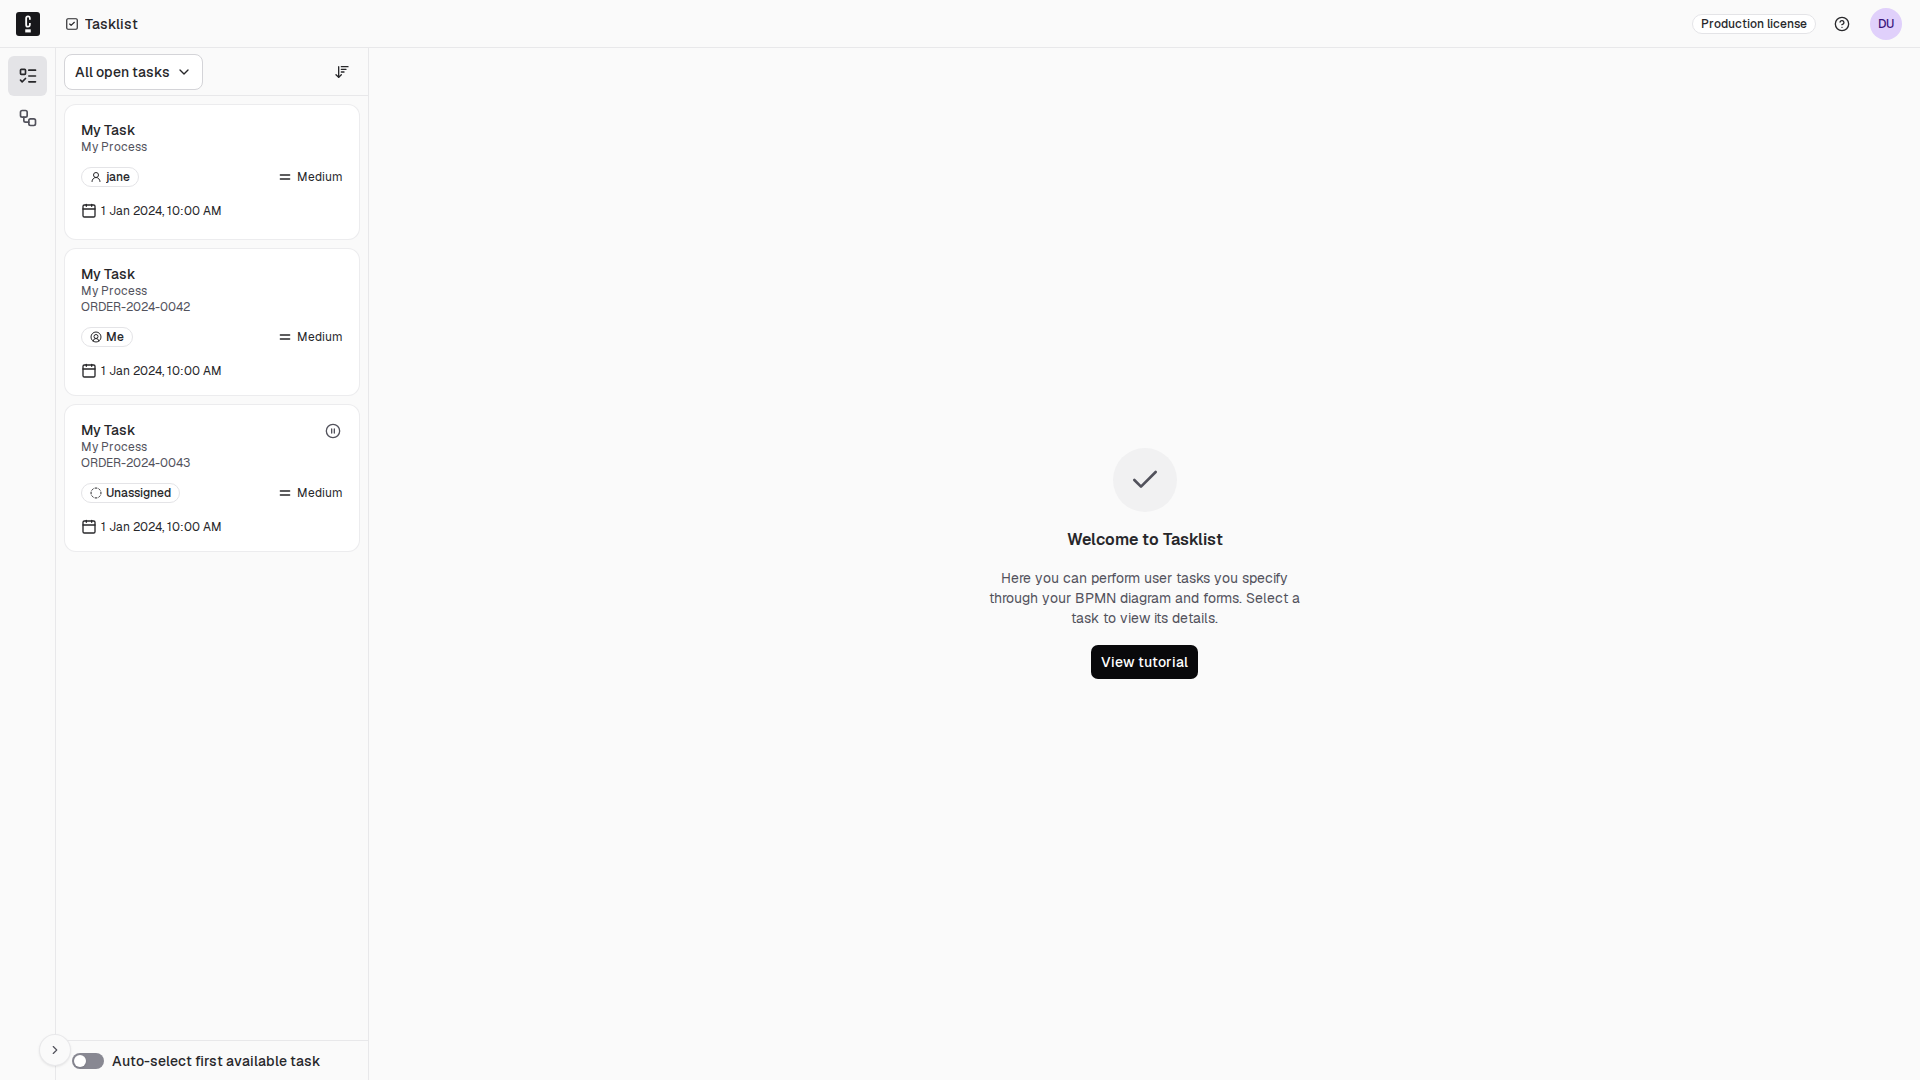 Tasklist
Production license
DU
All open tasks
My Task
My Process
jane
Medium
1 Jan 2024, 10:00 AM
My Task
My Process
ORDER-2024-0042
Me
Medium
1 Jan 2024, 10:00 AM
My Task
My Process
ORDER-2024-0043
Unassigned
Medium
1 Jan 2024, 10:00 AM
Welcome to Tasklist
Here you can perform user tasks you specify
through your BPMN diagram and forms. Select a
task to view its details.
View tutorial
Auto-select first available task